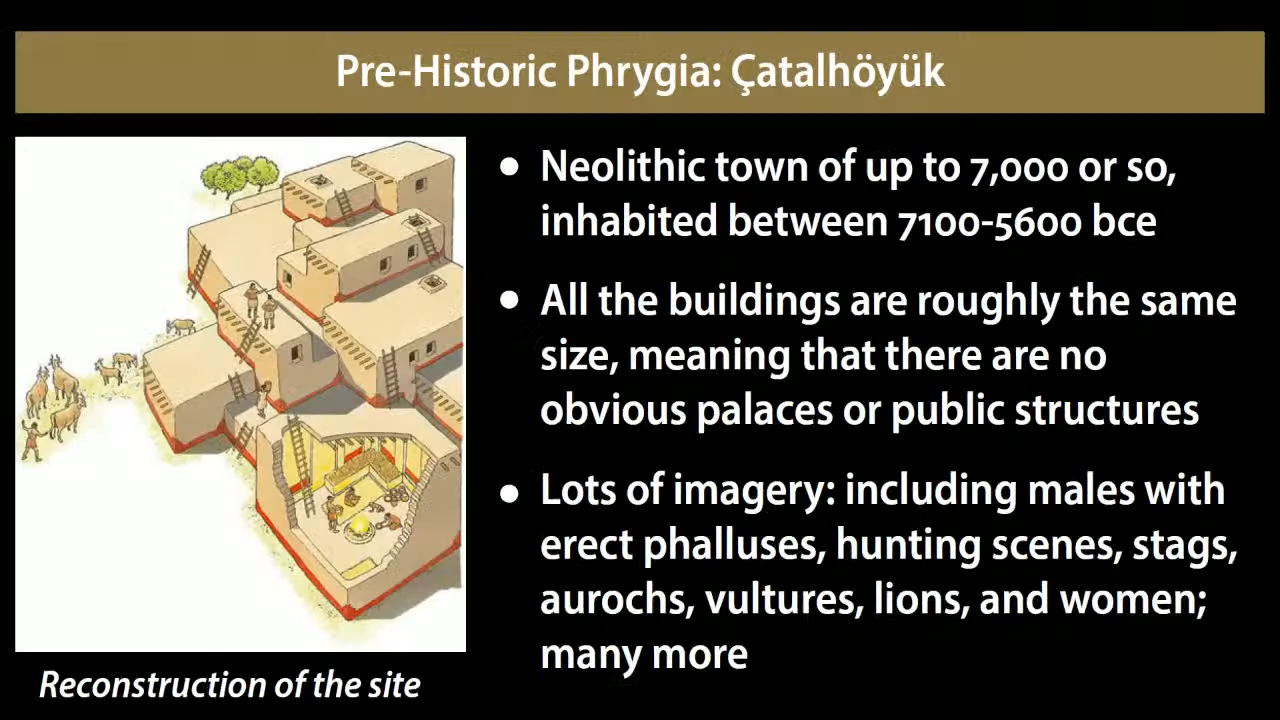 Pre-Historic Phrygia: Çatalhöyük
• Neolithic town of up to 7,000 or so,
inhabited between 7100-5600 bce
• All the buildings are roughly the same
size, meaning that there are no
obvious palaces or public structures
• Lots of imagery: including males with
erect phalluses, hunting scenes, stags,
aurochs, vultures, lions, and women;
many more
Reconstruction of the site